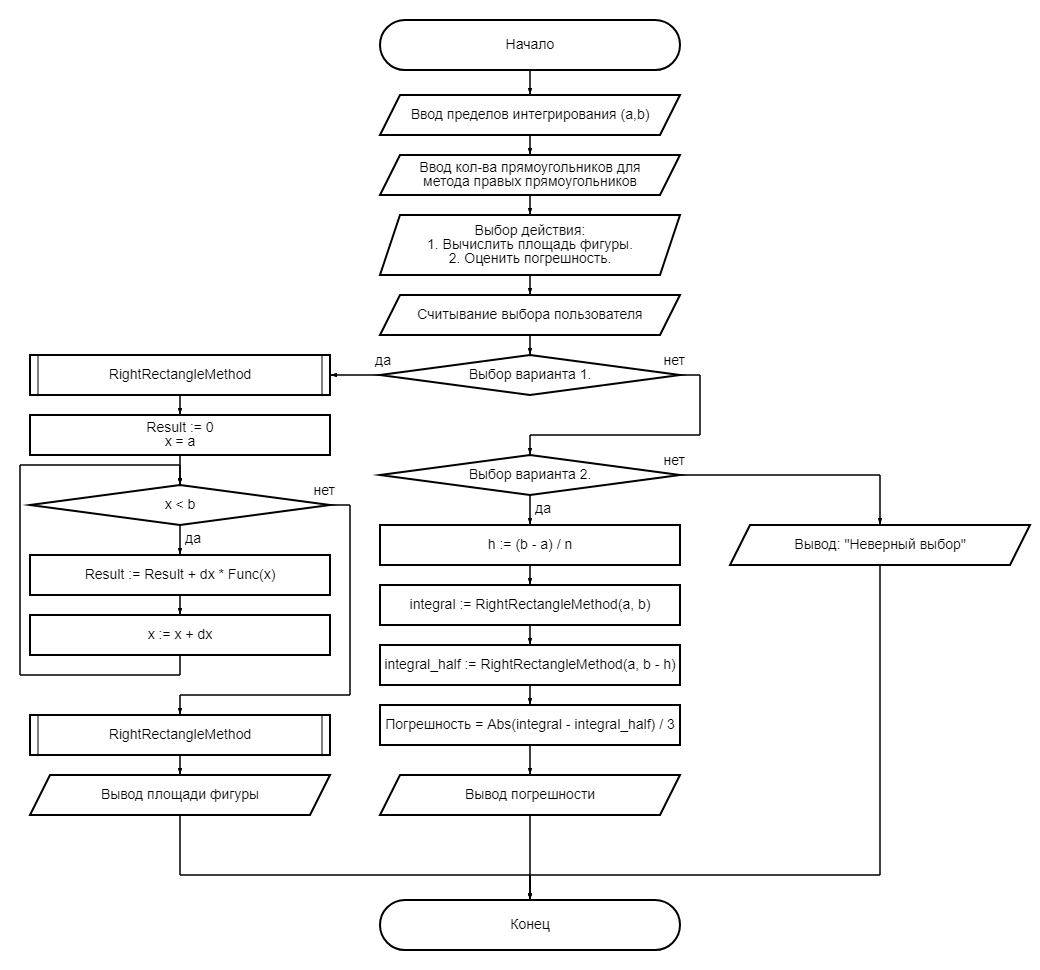 Начало
Ввод пределов интегрирования (a,b)
Ввод кол-ва прямоугольников для
метода правых прямоугольников
Выбор действия:
1. Вычислить площадь фигуры.
2. Оценить погрешность.
Считывание выбора пользователя
да
нет
RightRectangleMethod
Выбор варианта 1.
Result := 0
x = a
нет
Выбор варианта 2.
нет
x < b
да
да
h := (b - a) / n
Вывод: "Неверный выбор"
Result := Result + dx * Func(x)
integral := RightRectangleMethod(a, b)
x := x + dx
integral_half := RightRectangleMethod(a, b - h)
RightRectangleMethod
Погрешность = Abs(integral - integral_half) / 3
Вывод площади фигуры
Вывод погрешности
Конец